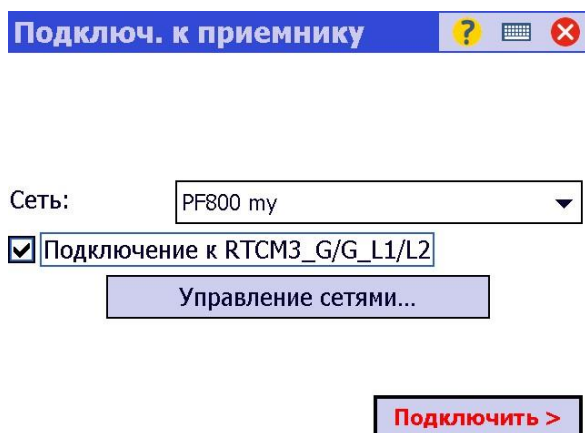 Подключ. к приемнику ?
Сеть: PF800 my
Подключение к RTCM3_G/G_L1/L2
Управление сетями...
Подключить >